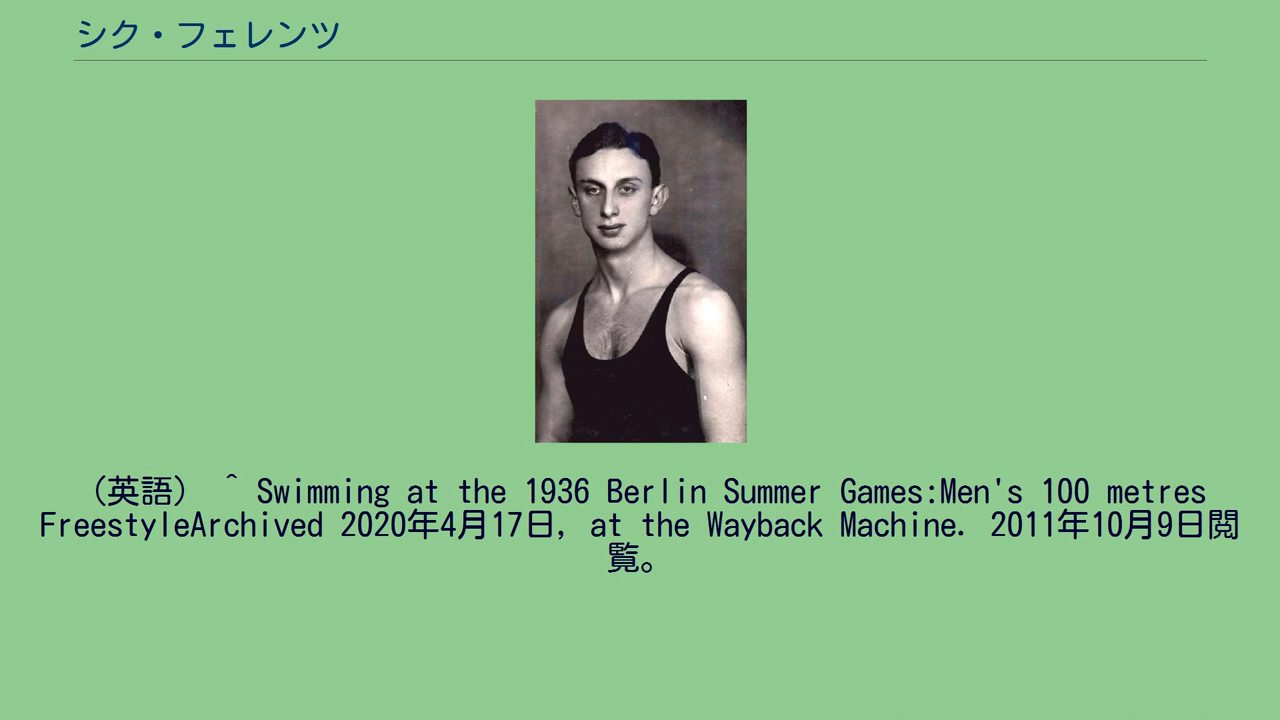 シク・フェレンツ
（英語） ^ Swimming at the 1936 Berlin Summer Games:Men's 100 metres
FreestyleArchived 2020年4月17日, at the Wayback Machine. 2011年10月9日閲
覧。